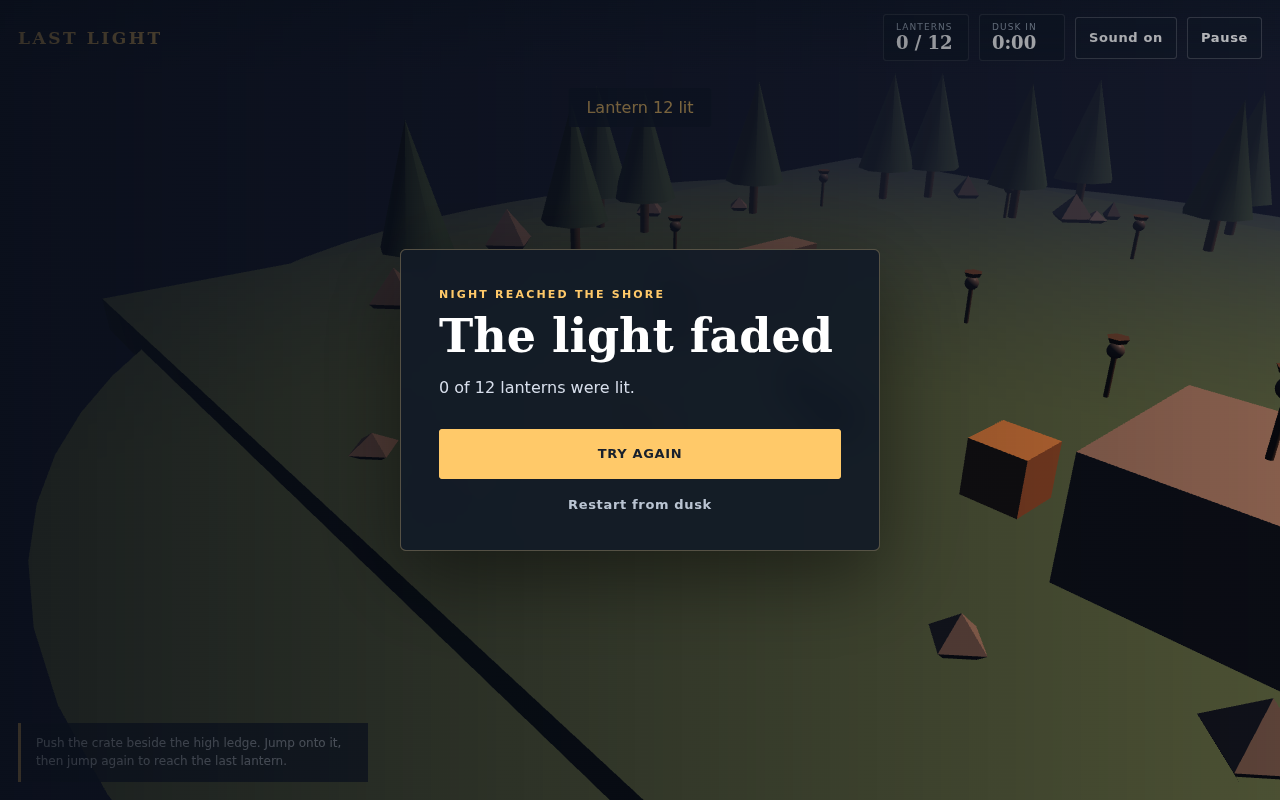 LAST LIGHT
LANTERNS
0 / 12
DUSK IN
0:00
Sound on
Pause
Lantern 12 lit
NIGHT REACHED THE SHORE
The light faded
0 of 12 lanterns were lit.
TRY AGAIN
Restart from dusk
Push the crate beside the high ledge. Jump onto it,
then jump again to reach the last lantern.